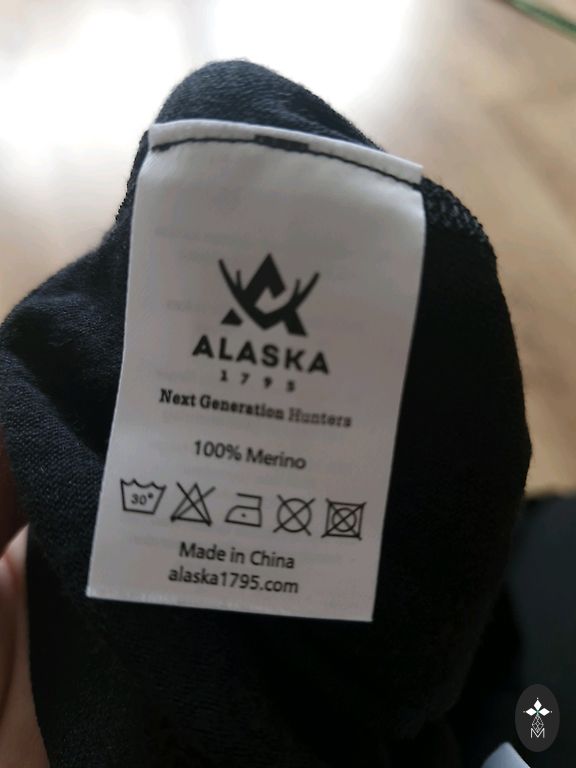 ALASKA
1795
Next Generation Hunters
100% Merino
30°
Made in China
alaska1795.com
M